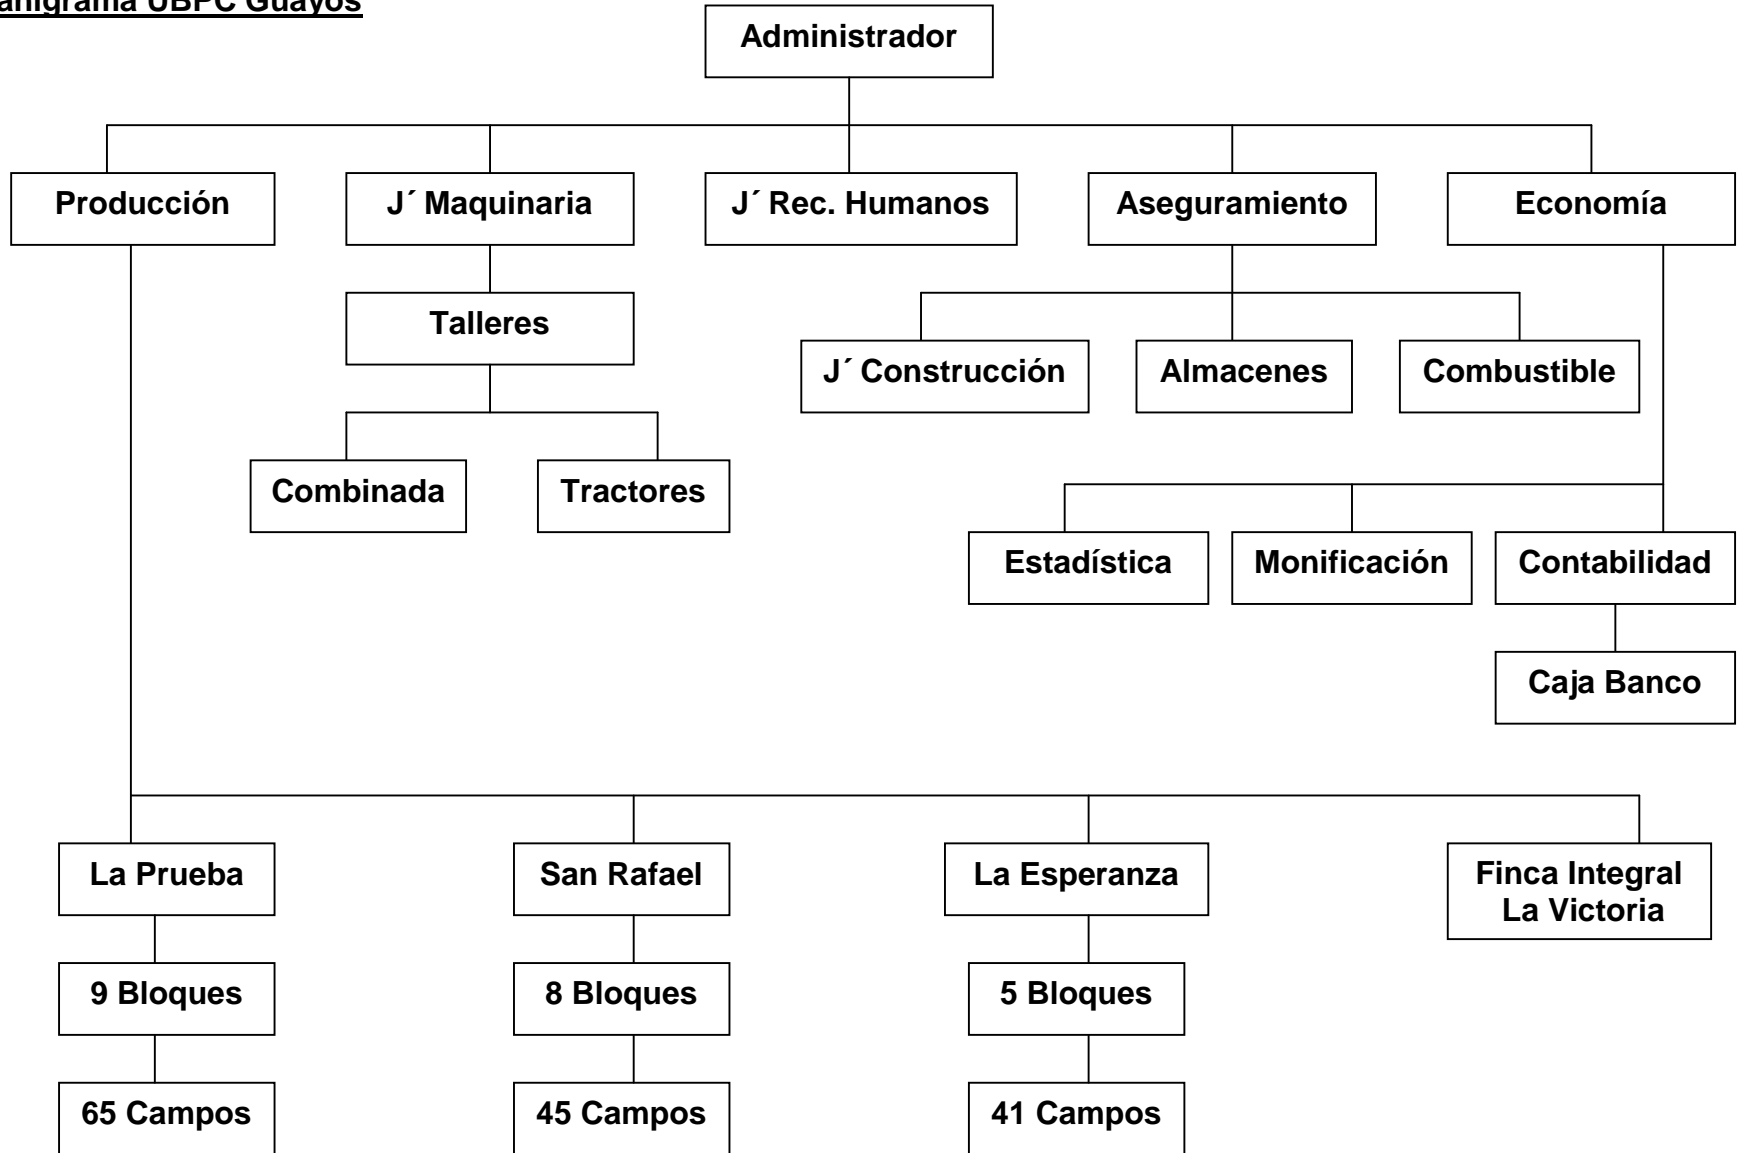 UBPC Guayos
Administrador
Producción
J´ Maquinaria
J´ Rec. Humanos
Aseguramiento
Economía
Talleres
J´ Construcción
Almacenes
Combustible
Combinada
Tractores
Estadística
Monificación
Contabilidad
Caja Banco
La Prueba
San Rafael
La Esperanza
Finca Integral
La Victoria
9 Bloques
8 Bloques
5 Bloques
65 Campos
45 Campos
41 Campos